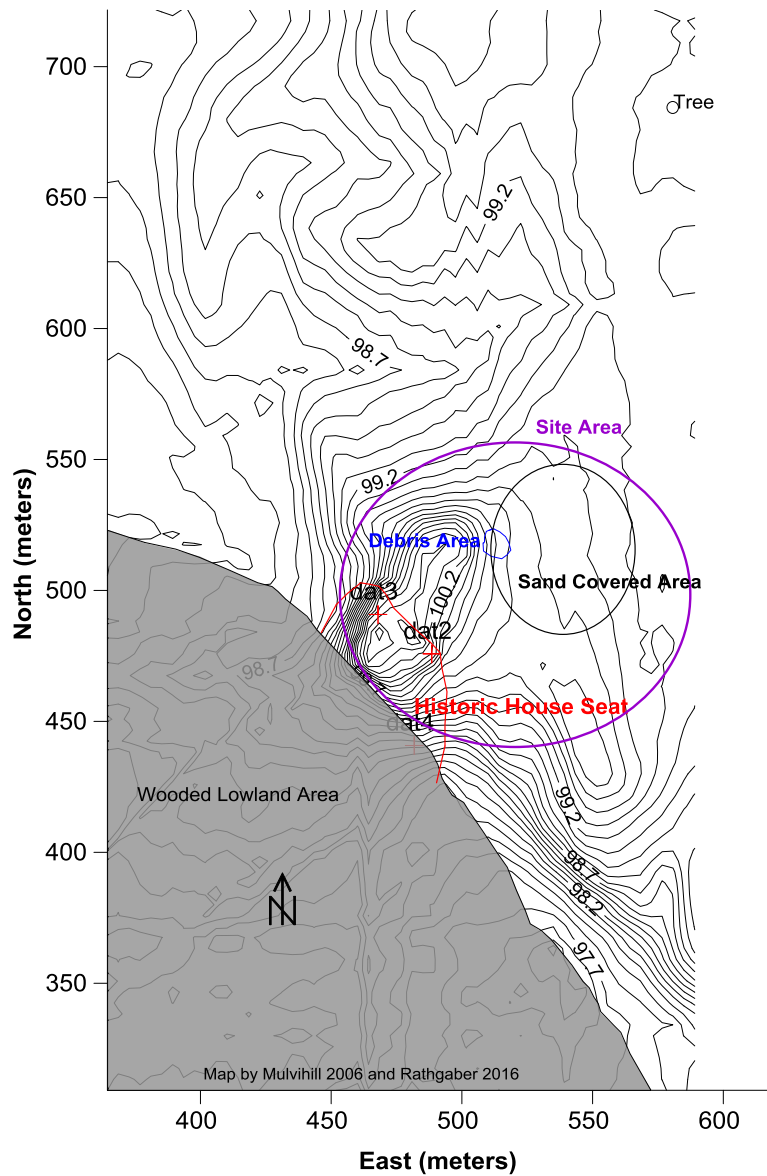 700
Tree
650
99.2
600
98.7
Site Area
550
99.2
Debris Area
500
Sand Covered Area
dat3
100.2
dat2
98.7
450
Historic House Seat
dat4
Wooded Lowland Area
99.2
400
98.7
98.2
N
97.7
350
Map by Mulvihill 2006 and Rathgaber 2016
400
450
500
550
600
North (meters)
East (meters)